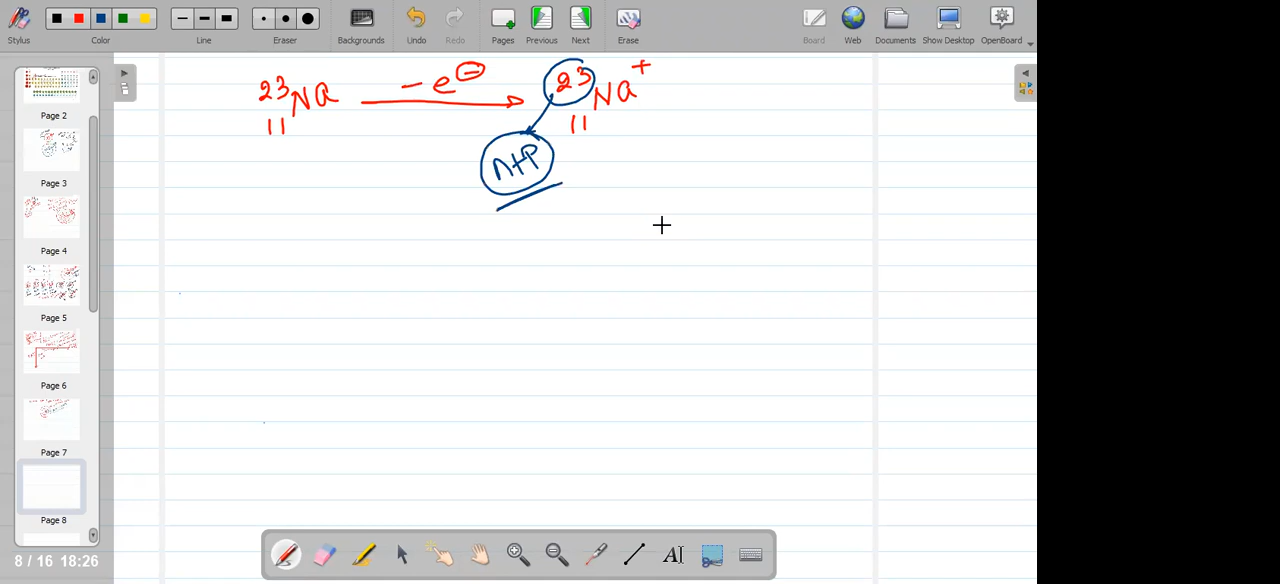 Stylus
Color
Line
Eraser
Backgrounds
Undo
Redo
Pages
Previous
Next
Erase
Board
Web
Documents
Show Desktop
OpenBoard
23 Na 11 - e⊖ → 23 Na+ 11
n+p
Page 2
Page 3
Page 4
Page 5
Page 6
Page 7
Page 8
8 / 16 18:26